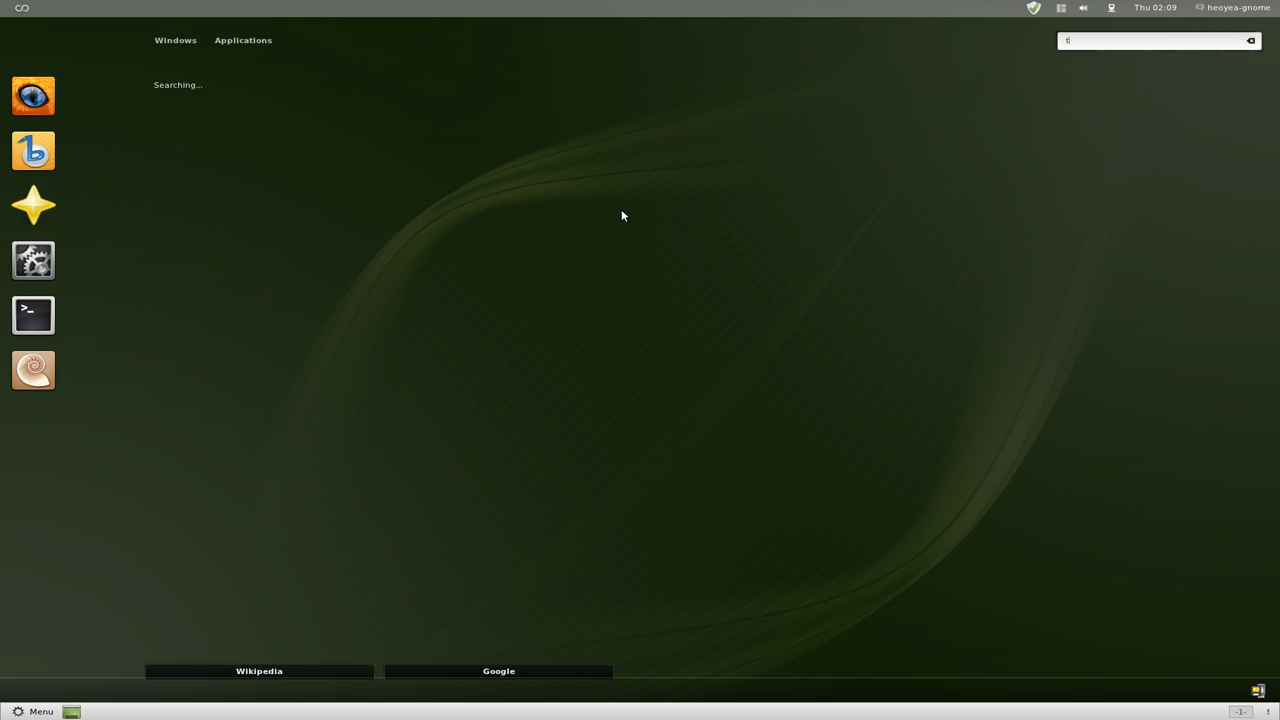 Thu 02:09 heoyea-gnome
Windows Applications
t
Searching...
Wikipedia Google
Menu
-1- !